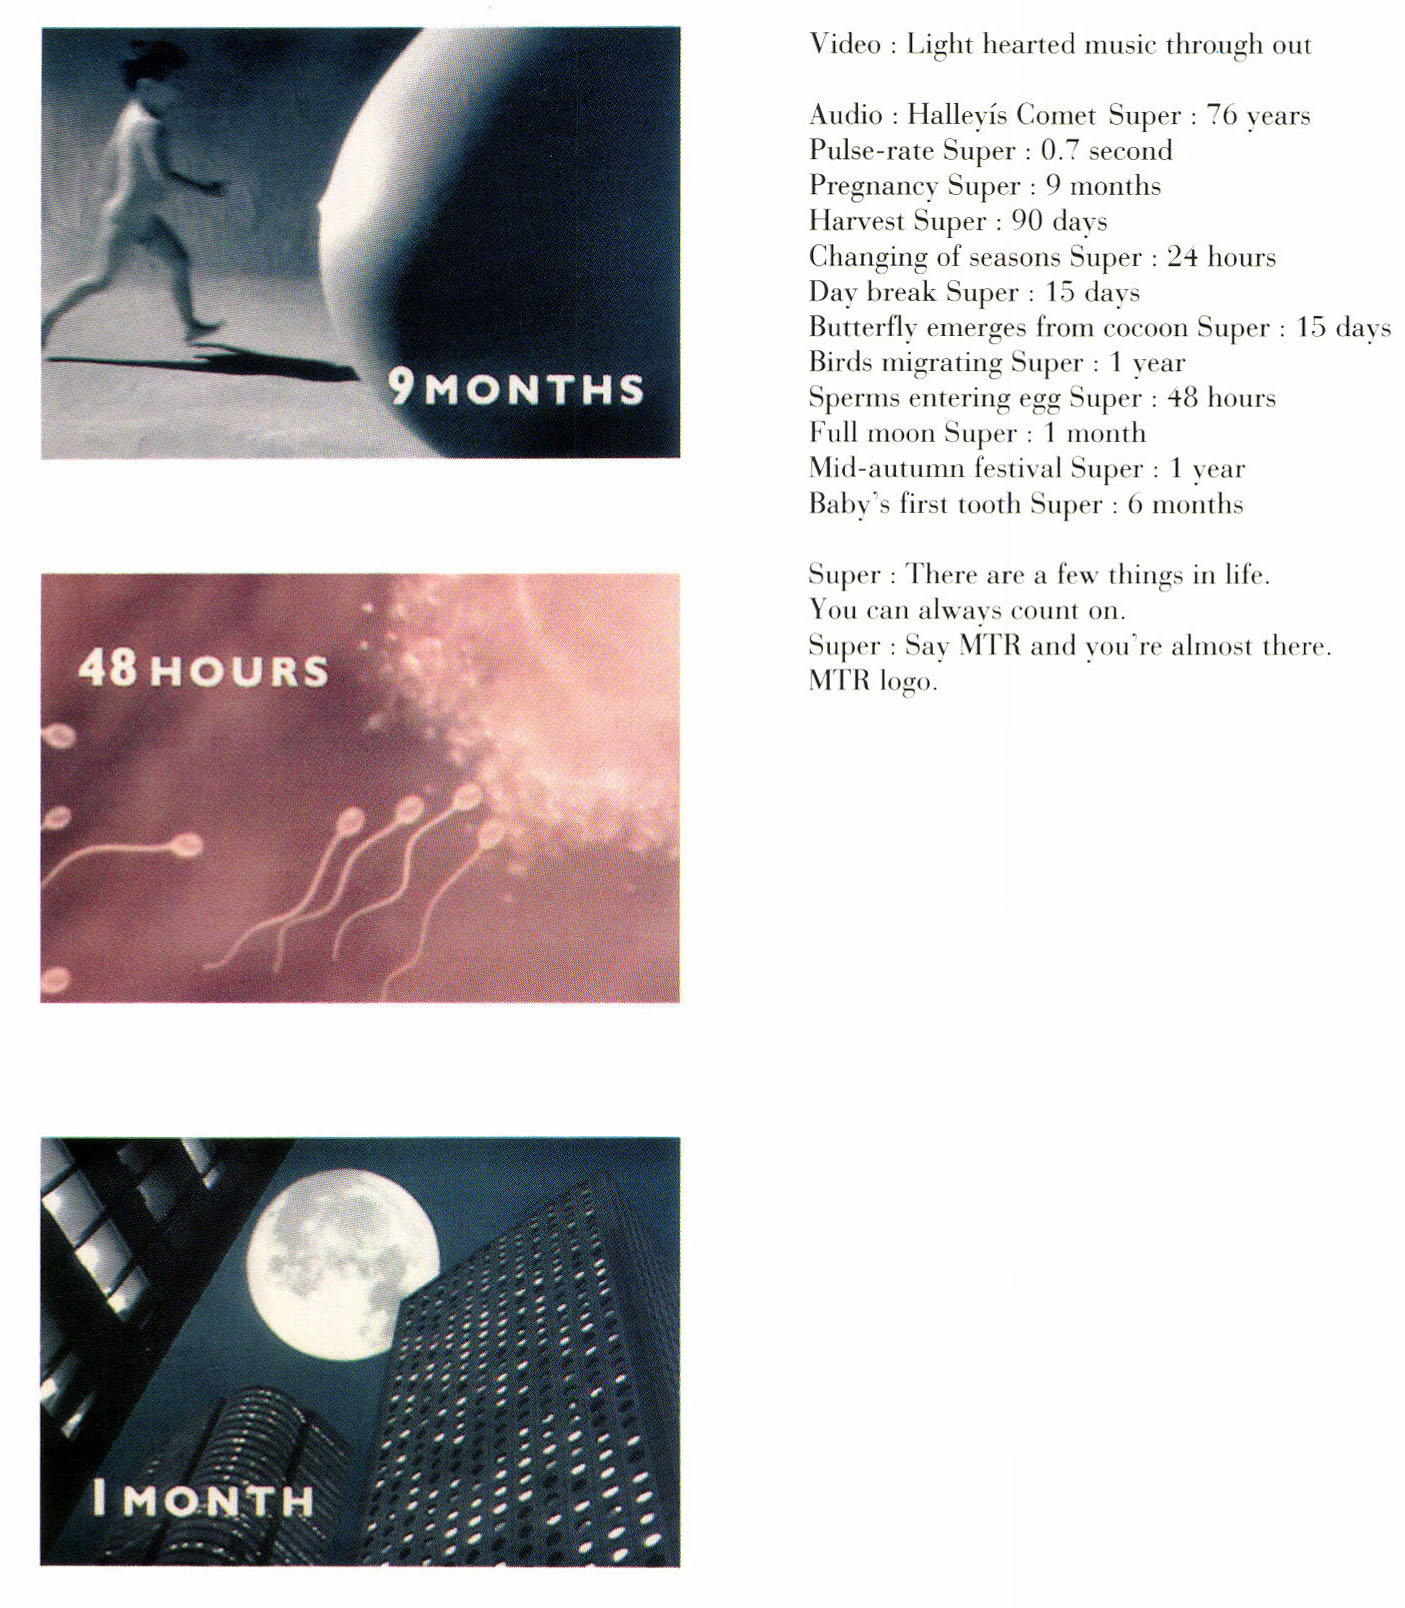 9 MONTHS
48 HOURS
1 MONTH
Video : Light hearted music through out
Audio : Halleyís Comet Super : 76 years
Pulse-rate Super : 0.7 second
Pregnancy Super : 9 months
Harvest Super : 90 days
Changing of seasons Super : 24 hours
Day break Super : 15 days
Butterfly emerges from cocoon Super : 15 days
Birds migrating Super : 1 year
Sperms entering egg Super : 48 hours
Full moon Super : 1 month
Mid-autumn festival Super : 1 year
Baby's first tooth Super : 6 months
Super : There are a few things in life.
You can always count on.
Super : Say MTR and you're almost there.
MTR logo.